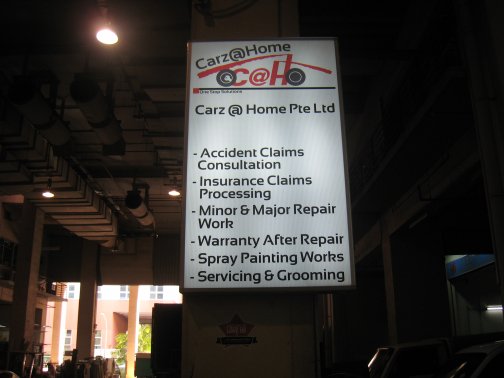 Carz@Home
C@H
One Stop Solutions
Carz @ Home Pte Ltd
- Accident Claims
Consultation
- Insurance Claims
Processing
- Minor & Major Repair
Work
- Warranty After Repair
- Spray Painting Works
- Servicing & Grooming